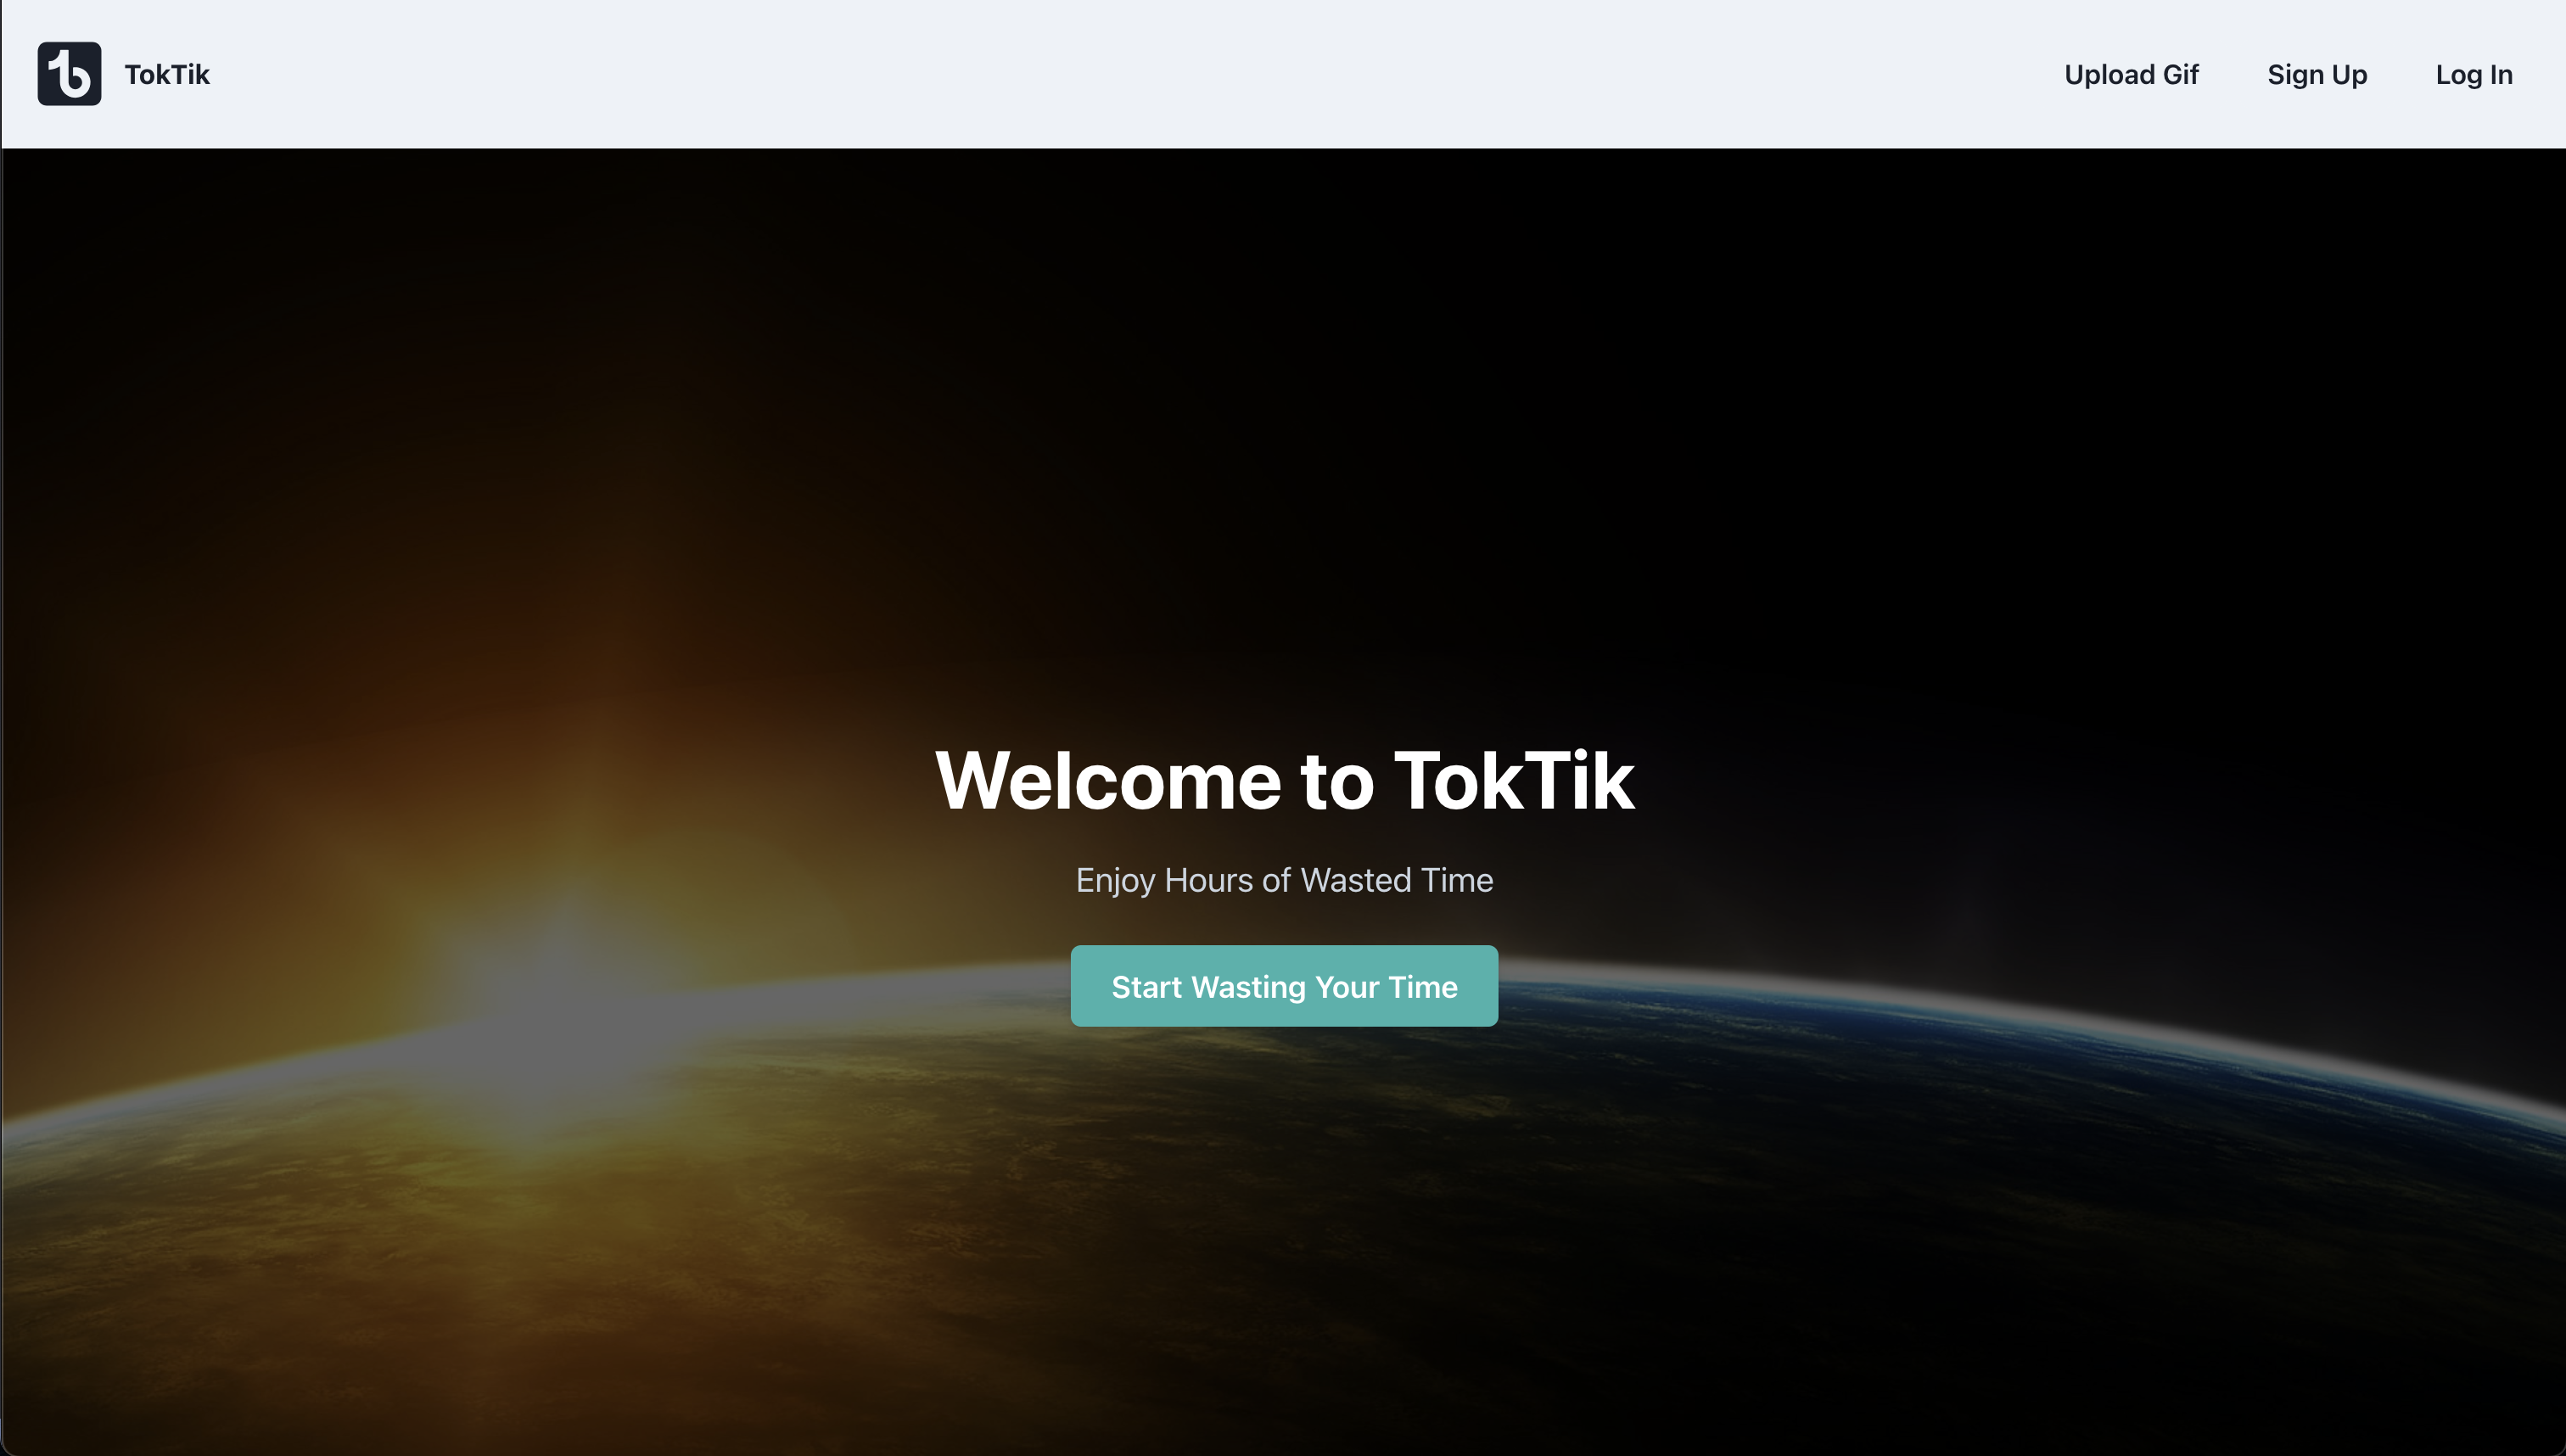 TokTik
Upload Gif
Sign Up
Log In
Welcome to TokTik
Enjoy Hours of Wasted Time
Start Wasting Your Time